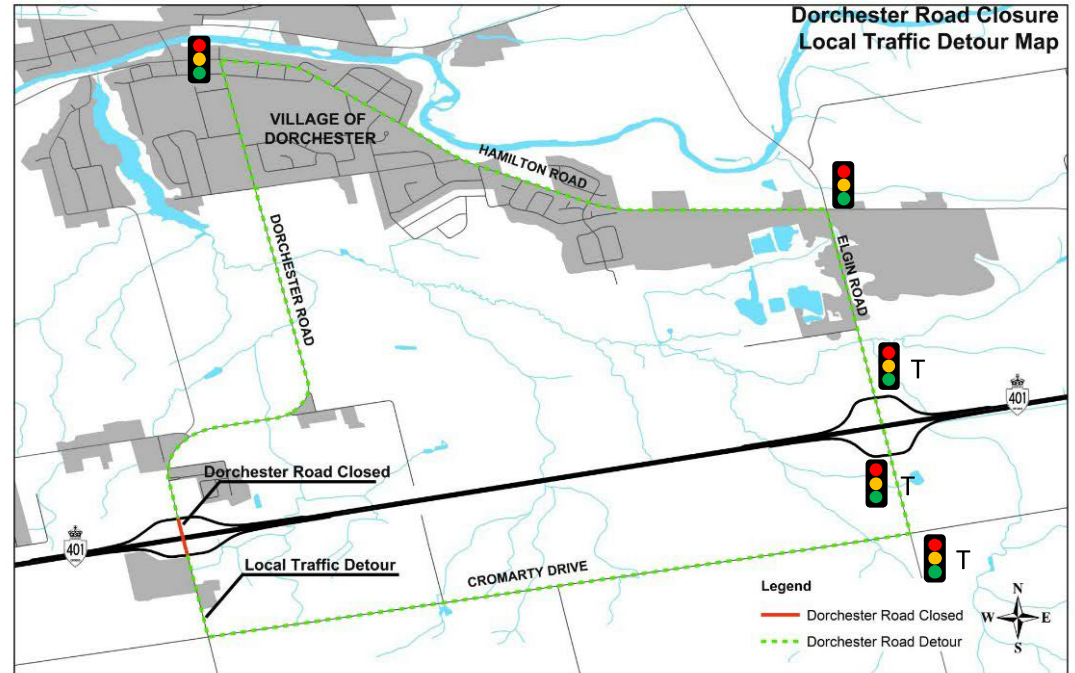 Dorchester Road Closure
Local Traffic Detour Map
VILLAGE OF
DORCHESTER
HAMILTON ROAD
DORCHESTER ROAD
ELGIN ROAD
T
401
T
Dorchester Road Closed
401
T
Local Traffic Detour
CROMARTY DRIVE
Legend
Dorchester Road Closed
Dorchester Road Detour
N
W E
S